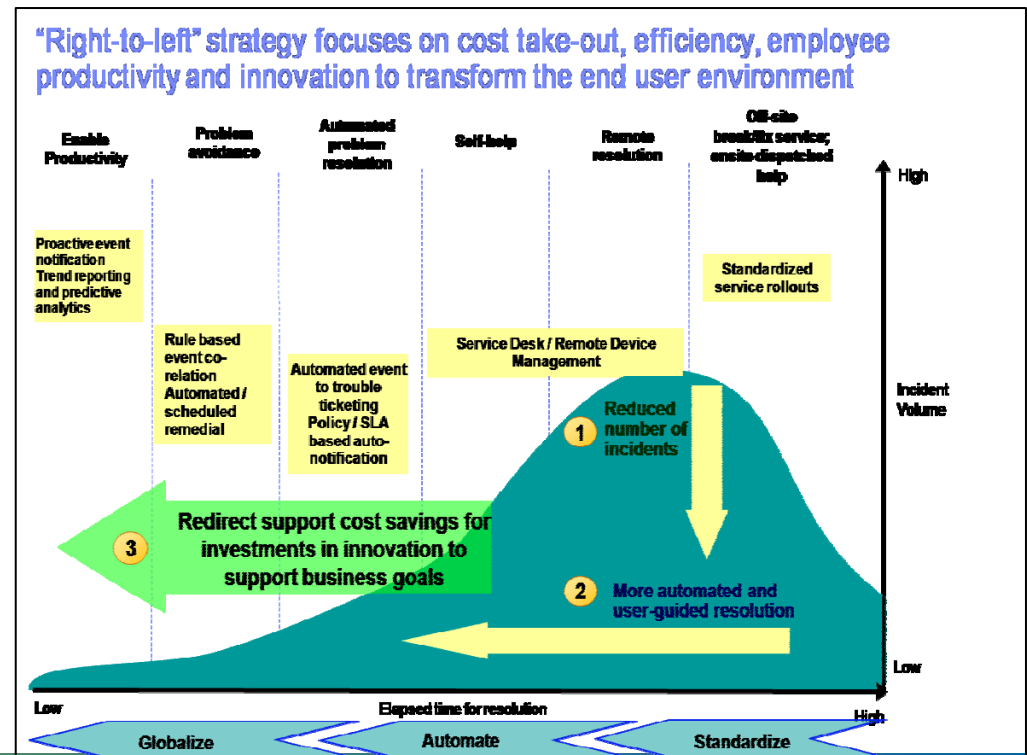 "Right-to-left" strategy focuses on cost take-out, efficiency, employee
productivity and innovation to transform the end user environment
Enable
Productivity
Problem
avoidance
Automated
problem
resolution
Self-help
Remote
resolution
Off-site
breakfix service;
onsite dispatched
help
High
Proactive event
notification
Trend reporting
and predictive
analytics
Standardized
service rollouts
Rule based
event co-
relation
Automated /
scheduled
remedial
Automated event
to trouble
ticketing
Policy / SLA
based auto-
notification
Service Desk / Remote Device
Management
Incident
Volume
1
Reduced
number of
incidents
3
Redirect support cost savings for
investments in innovation to
support business goals
2
More automated and
user-guided resolution
Low
Low
Elapsed time for resolution
High
Globalize
Automate
Standardize